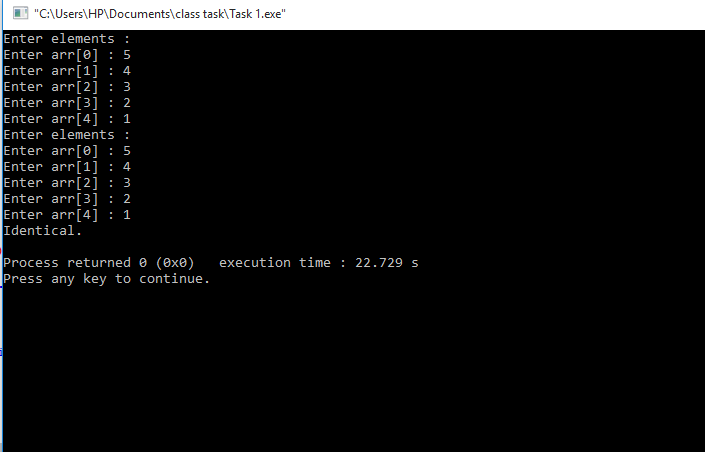 "C:\Users\HP\Documents\class task\Task 1.exe"
Enter elements :
Enter arr[0] : 5
Enter arr[1] : 4
Enter arr[2] : 3
Enter arr[3] : 2
Enter arr[4] : 1
Enter elements :
Enter arr[0] : 5
Enter arr[1] : 4
Enter arr[2] : 3
Enter arr[3] : 2
Enter arr[4] : 1
Identical.
Process returned 0 (0x0)   execution time : 22.729 s
Press any key to continue.